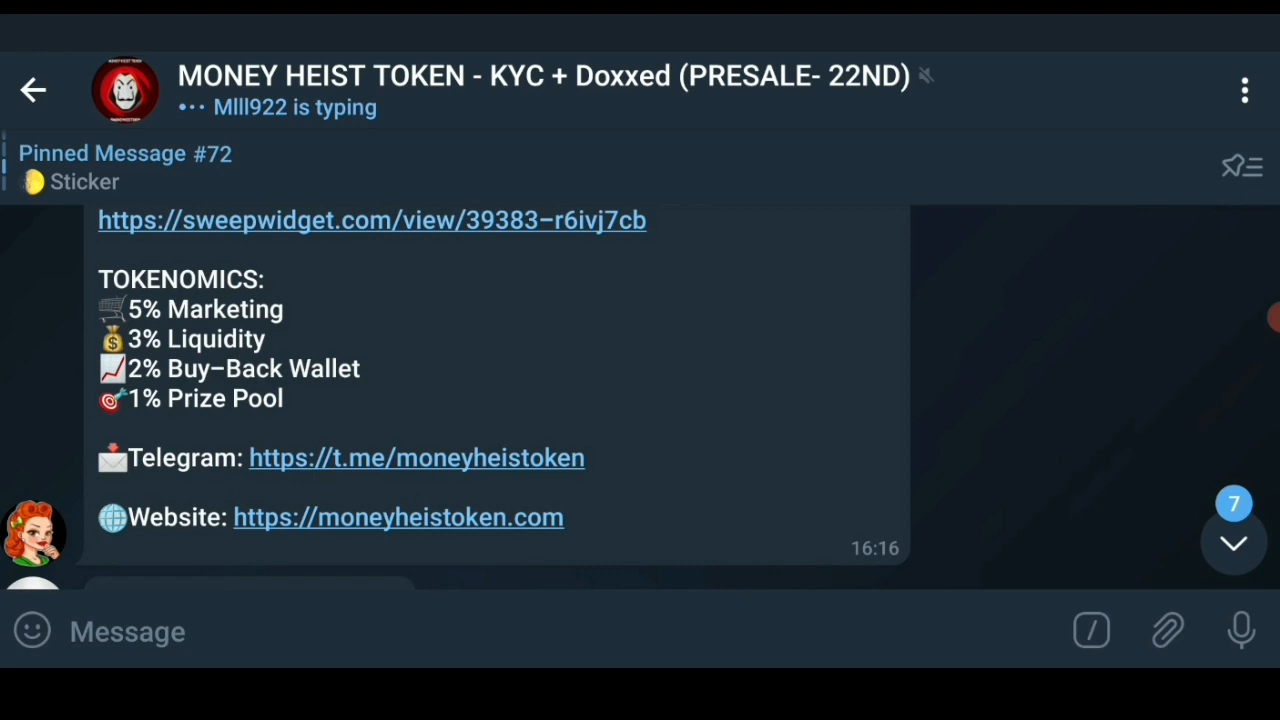 MONEY HEIST TOKEN - KYC + Doxxed (PRESALE- 22ND)
Mlll922 is typing
Pinned Message #72
🌔 Sticker
https://sweepwidget.com/view/39383-r6ivj7cb
TOKENOMICS:
🛒5% Marketing
💰3% Liquidity
📈2% Buy-Back Wallet
🎯1% Prize Pool
📩Telegram: https://t.me/moneyheistoken
🌐Website: https://moneyheistoken.com
16:16
7
Message